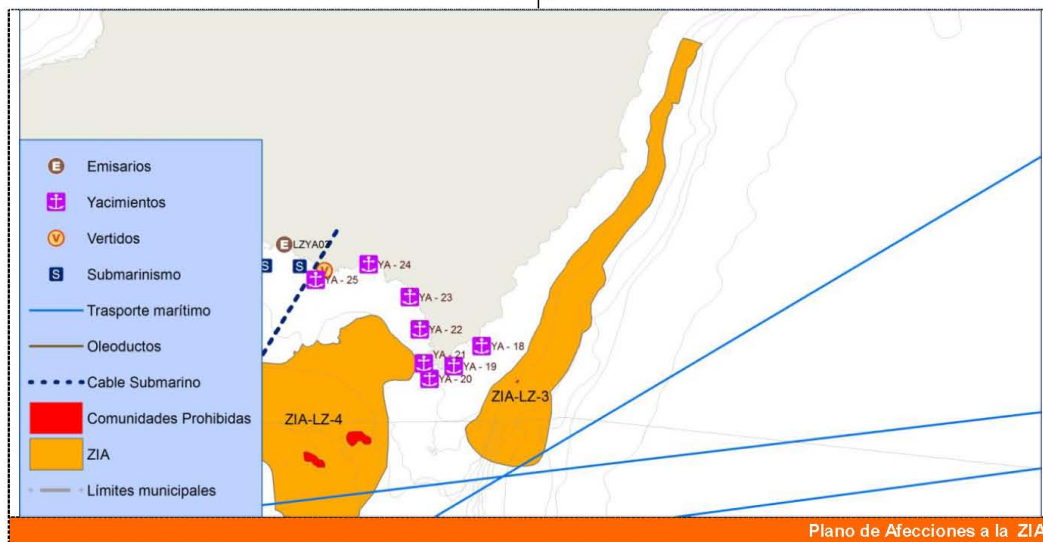 E Emisarios
Yacimientos
V Vertidos
S Submarinismo
Trasporte marítimo
Oleoductos
Cable Submarino
Comunidades Prohibidas
ZIA
Límites municipales
E LZYA02
S
S
V
YA - 25
YA - 24
YA - 23
YA - 22
YA - 21
YA - 20
YA - 19
YA - 18
ZIA-LZ-3
ZIA-LZ-4
Plano de Afecciones a la ZIA